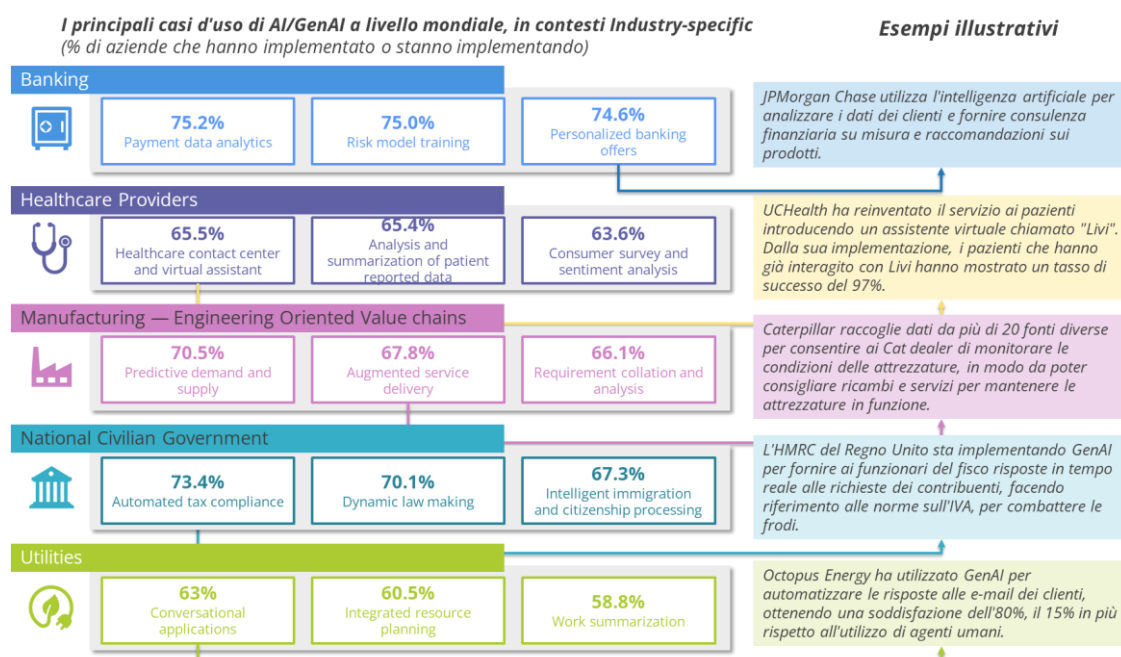 I principali casi d'uso di AI/GenAI a livello mondiale, in contesti Industry-specific
(% di aziende che hanno implementato o stanno implementando)
Esempi illustrativi
Banking
75.2%
Payment data analytics
75.0%
Risk model training
74.6%
Personalized banking
offers
JPMorgan Chase utilizza l'intelligenza artificiale per
analizzare i dati dei clienti e fornire consulenza
finanziaria su misura e raccomandazioni sui
prodotti.
Healthcare Providers
65.5%
Healthcare contact center
and virtual assistant
65.4%
Analysis and
summarization of patient
reported data
63.6%
Consumer survey and
sentiment analysis
UCHealth ha reinventato il servizio ai pazienti
introducendo un assistente virtuale chiamato "Livi".
Dalla sua implementazione, i pazienti che hanno
già interagito con Livi hanno mostrato un tasso di
successo del 97%.
Manufacturing — Engineering Oriented Value chains
70.5%
Predictive demand and
supply
67.8%
Augmented service
delivery
66.1%
Requirement collation and
analysis
Caterpillar raccoglie dati da più di 20 fonti diverse
per consentire ai Cat dealer di monitorare le
condizioni delle attrezzature, in modo da poter
consigliare ricambi e servizi per mantenere le
attrezzature in funzione.
National Civilian Government
73.4%
Automated tax compliance
70.1%
Dynamic law making
67.3%
Intelligent immigration
and citizenship processing
L'HMRC del Regno Unito sta implementando GenAI
per fornire ai funzionari del fisco risposte in tempo
reale alle richieste dei contribuenti, facendo
riferimento alle norme sull'IVA, per combattere le
frodi.
Utilities
63%
Conversational
applications
60.5%
Integrated resource
planning
58.8%
Work summarization
Octopus Energy ha utilizzato GenAI per
automatizzare le risposte alle e-mail dei clienti,
ottenendo una soddisfazione dell'80%, il 15% in più
rispetto all'utilizzo di agenti umani.